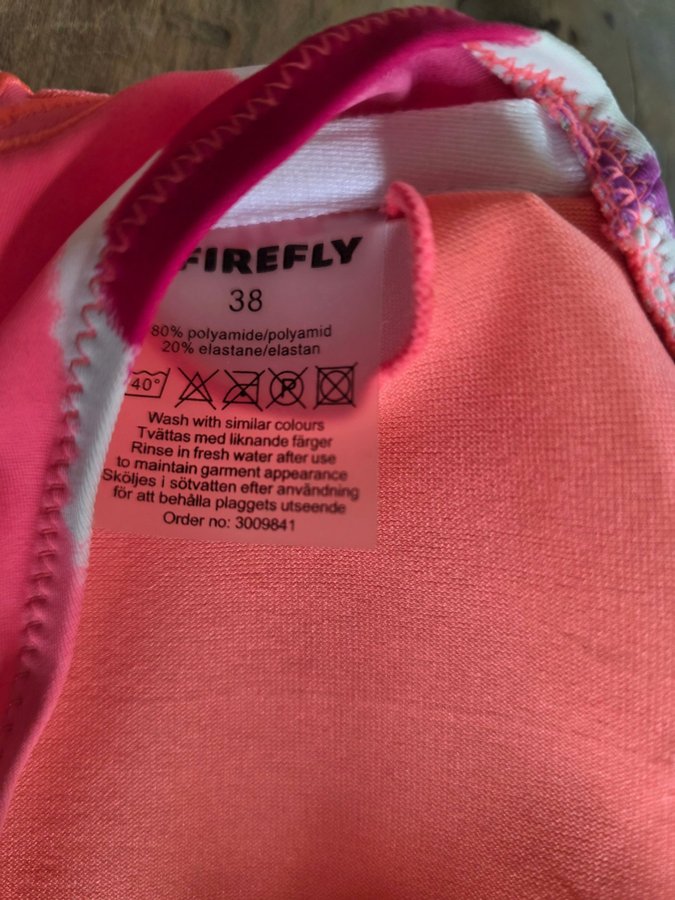 FIREFLY
38
80% polyamide/polyamid
20% elastane/elastan
40°
Wash with similar colours
Tvättas med liknande färger
Rinse in fresh water after use
to maintain garment appearance
Sköljes i sötvatten efter användning
för att behålla plaggets utseende
Order no: 3009841